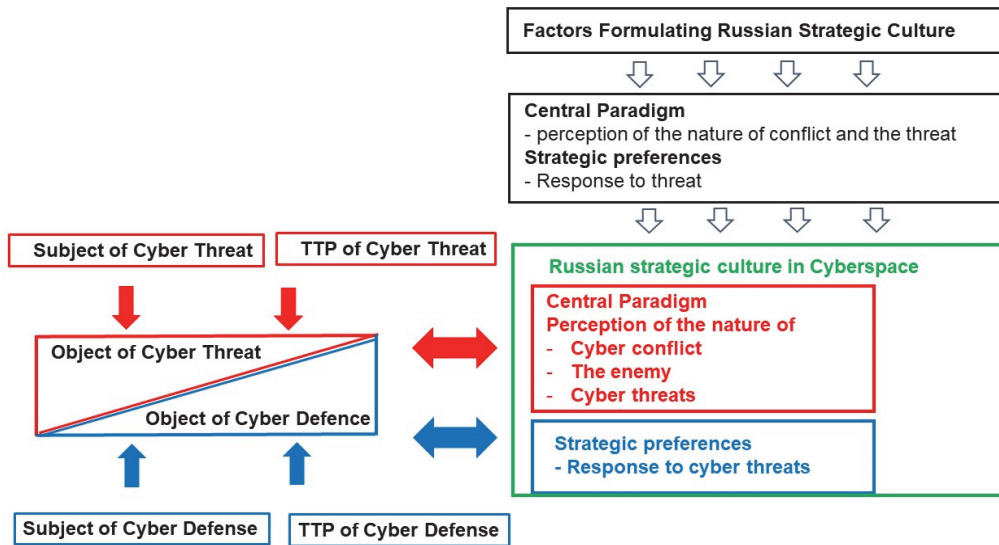 Factors Formulating Russian Strategic Culture
Central Paradigm
- perception of the nature of conflict and the threat
Strategic preferences
- Response to threat
Subject of Cyber Threat
TTP of Cyber Threat
Object of Cyber Threat
Object of Cyber Defence
Subject of Cyber Defense
TTP of Cyber Defense
Russian strategic culture in Cyberspace
Central Paradigm
Perception of the nature of
- Cyber conflict
- The enemy
- Cyber threats
Strategic preferences
- Response to cyber threats